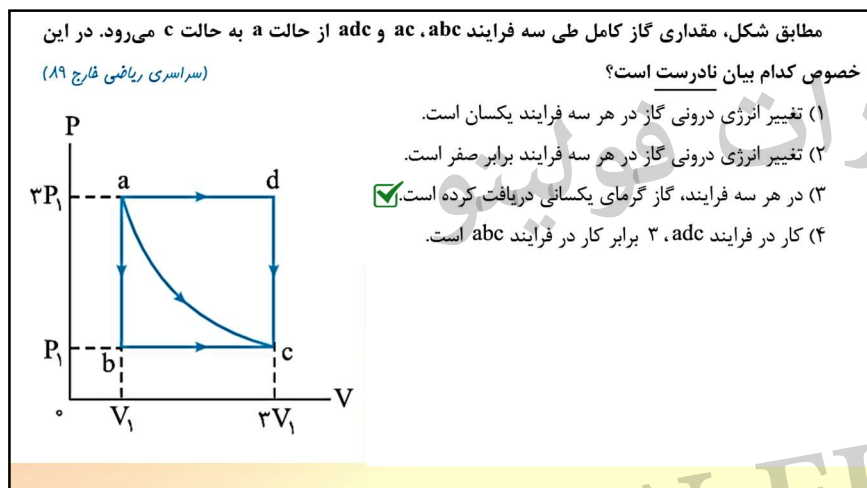 مطابق شکل، مقداری گاز کامل طی سه فرایند ac ،abc و adc از حالت a به حالت c می‌رود. در این
خصوص کدام بیان نادرست است؟
(سراسری ریاضی خارج ۸۹)
۱) تغییر انرژی درونی گاز در هر سه فرایند یکسان است.
۲) تغییر انرژی درونی گاز در هر سه فرایند برابر صفر است.
۳) در هر سه فرایند، گاز گرمای یکسانی دریافت کرده است.
۴) کار در فرایند adc، ۳ برابر کار در فرایند abc است.
P
a d
۳P₁
P₁
b c
V
۰ V₁ ۳V₁